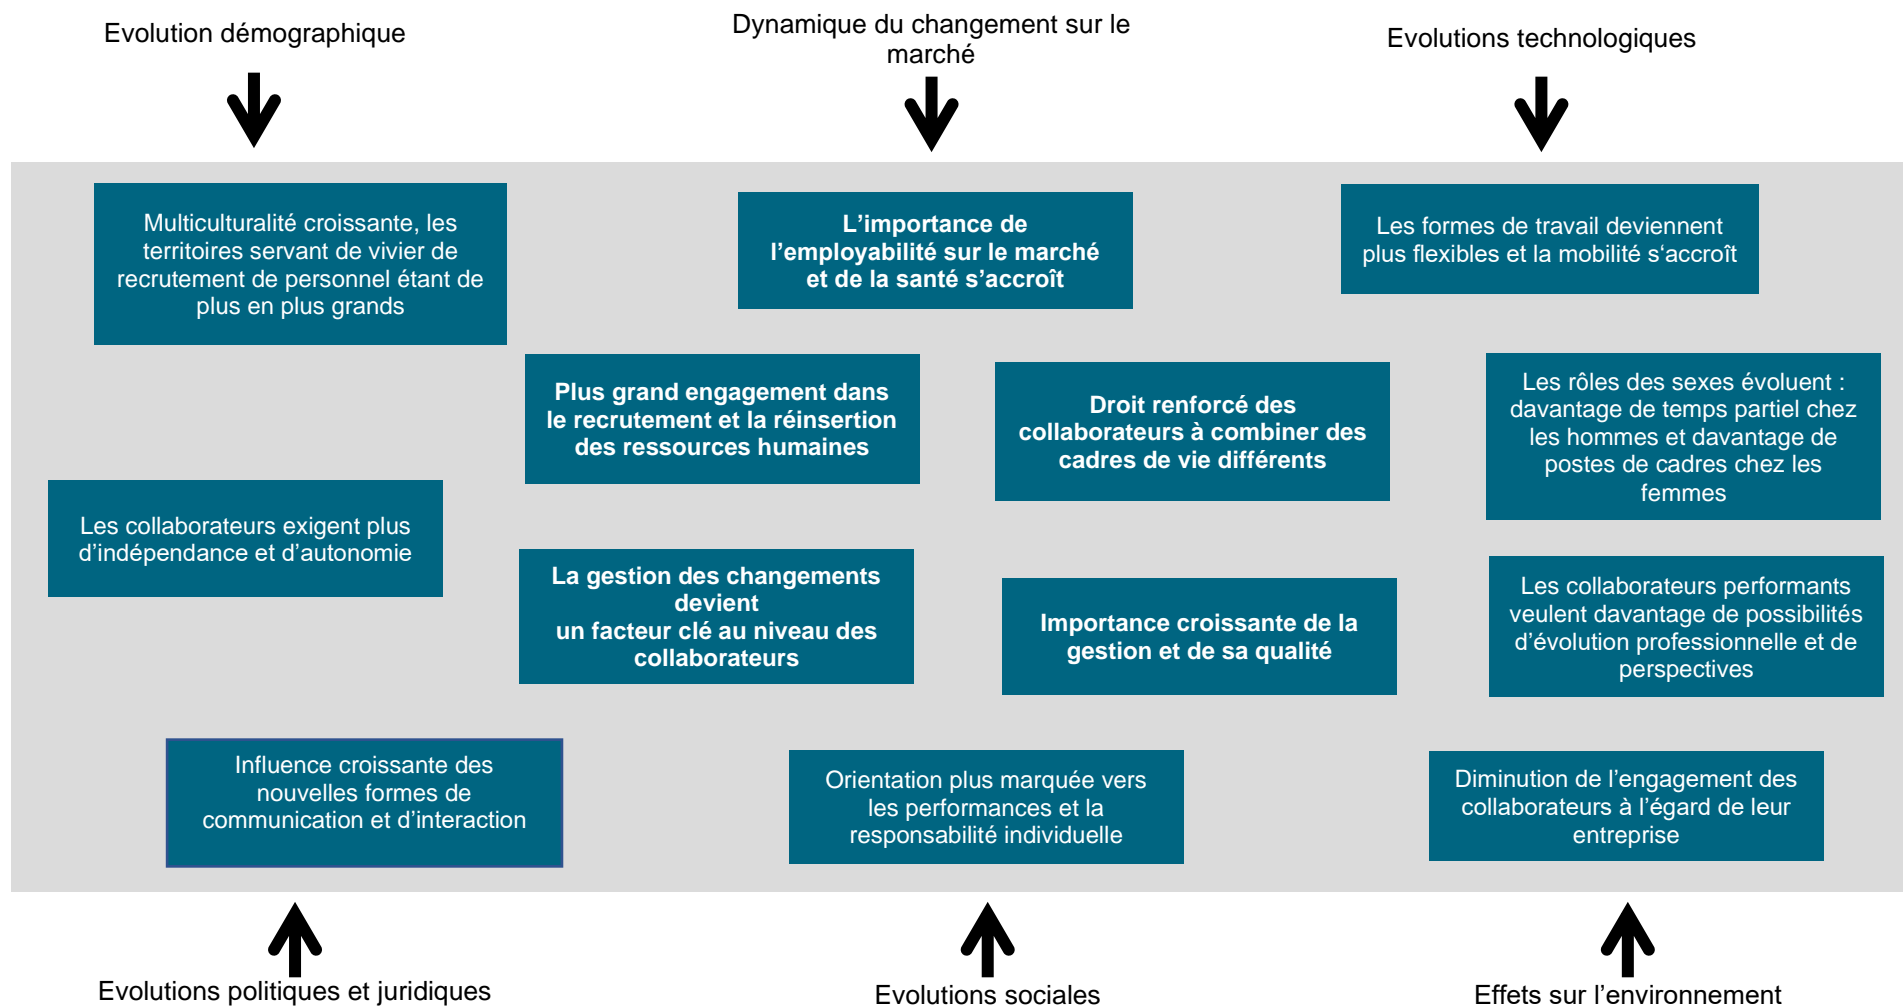 Evolution démographique
Dynamique du changement sur le
marché
Evolutions technologiques
Multiculturalité croissante, les
territoires servant de vivier de
recrutement de personnel étant de
plus en plus grands
L’importance de
l’employabilité sur le marché
et de la santé s’accroît
Les formes de travail deviennent
plus flexibles et la mobilité s‘accroît
Plus grand engagement dans
le recrutement et la réinsertion
des ressources humaines
Droit renforcé des
collaborateurs à combiner des
cadres de vie différents
Les rôles des sexes évoluent :
davantage de temps partiel chez
les hommes et davantage de
postes de cadres chez les
femmes
Les collaborateurs exigent plus
d’indépendance et d’autonomie
La gestion des changements
devient
un facteur clé au niveau des
collaborateurs
Importance croissante de la
gestion et de sa qualité
Les collaborateurs performants
veulent davantage de possibilités
d’évolution professionnelle et de
perspectives
Influence croissante des
nouvelles formes de
communication et d’interaction
Orientation plus marquée vers
les performances et la
responsabilité individuelle
Diminution de l’engagement des
collaborateurs à l’égard de leur
entreprise
Evolutions politiques et juridiques
Evolutions sociales
Effets sur l’environnement